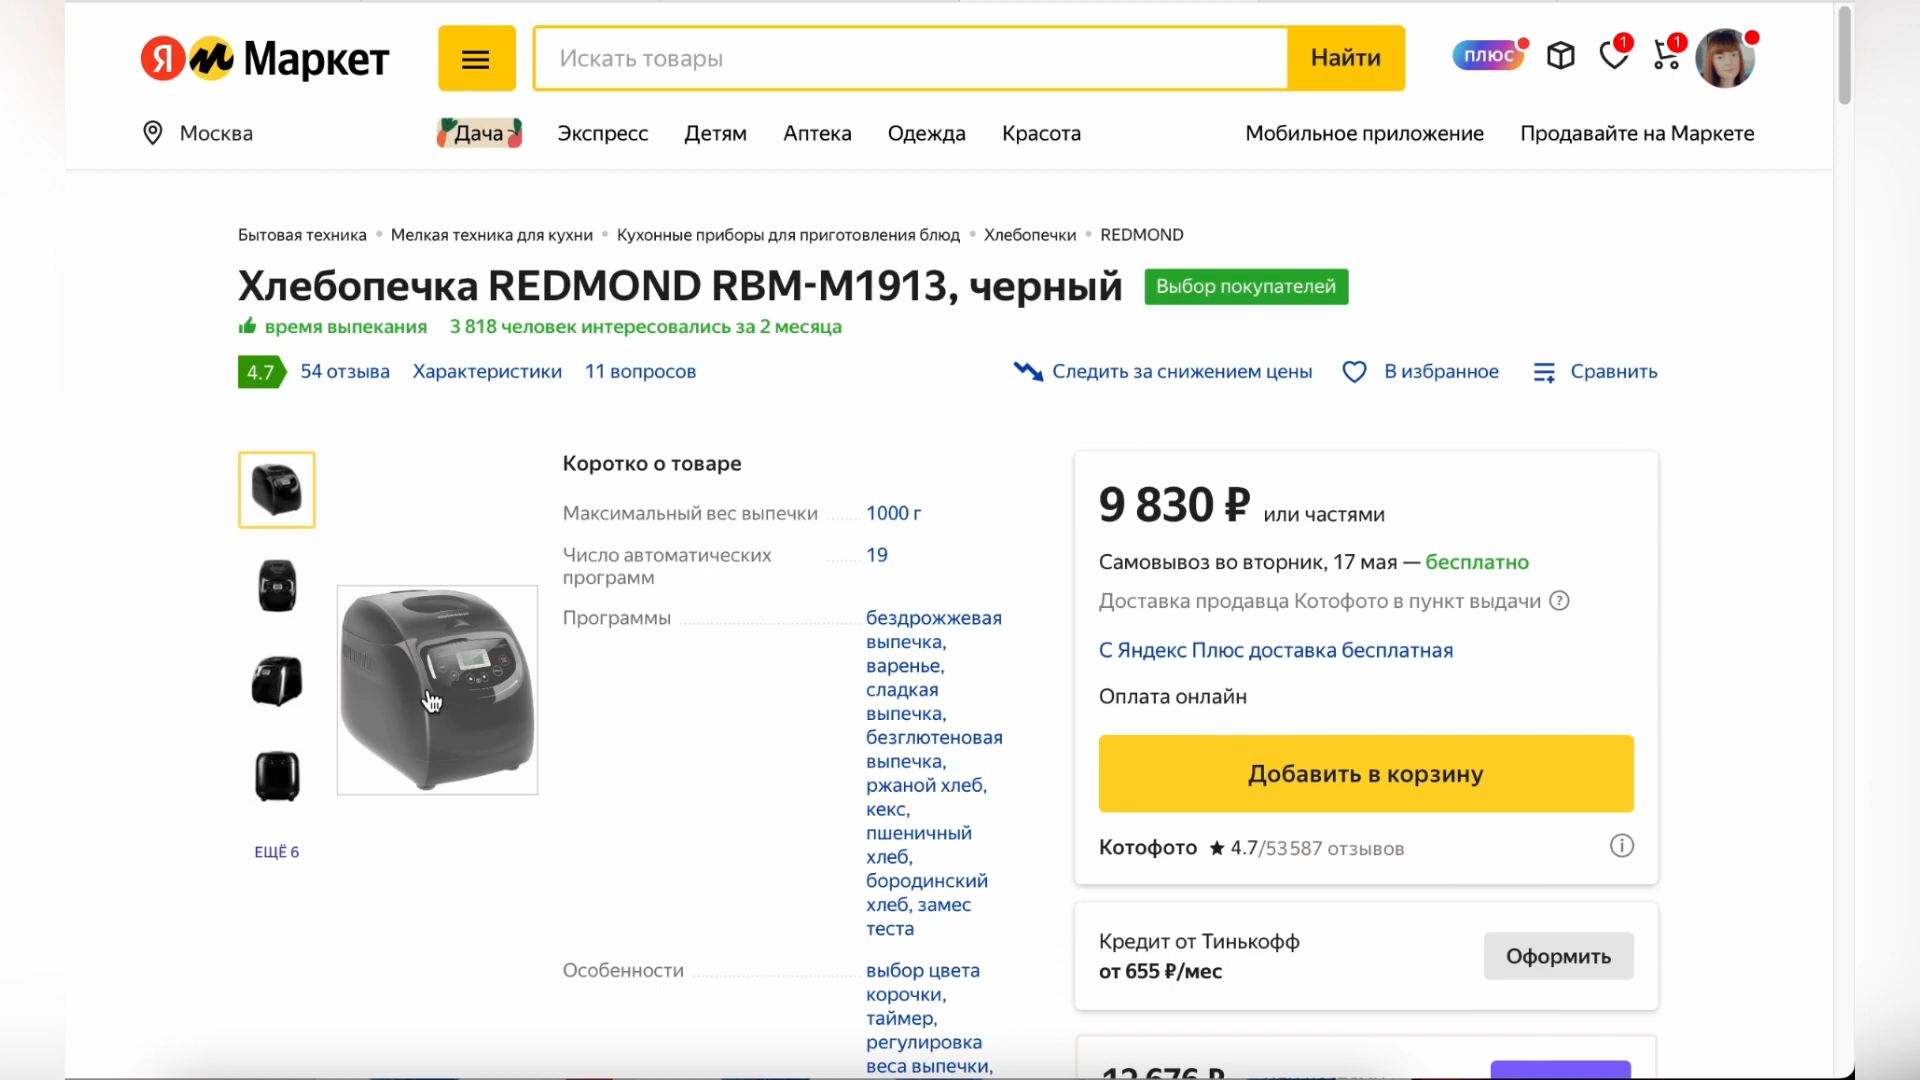 Я Маркет
Искать товары
Найти
плюс
1
1
Москва
Дача
Экспресс
Детям
Аптека
Одежда
Красота
Мобильное приложение
Продавайте на Маркете
Бытовая техника • Мелкая техника для кухни • Кухонные приборы для приготовления блюд • Хлебопечки • REDMOND
Хлебопечка REDMOND RBM-M1913, черный
Выбор покупателей
время выпекания
3 818 человек интересовались за 2 месяца
4.7
54 отзыва
Характеристики
11 вопросов
Следить за снижением цены
В избранное
Сравнить
ЕЩЁ 6
Коротко о товаре
Максимальный вес выпечки
1000 г
Число автоматических
программ
19
Программы
бездрожжевая
выпечка,
варенье,
сладкая
выпечка,
безглютеновая
выпечка,
ржаной хлеб,
кекс,
пшеничный
хлеб,
бородинский
хлеб, замес
теста
Особенности
выбор цвета
корочки,
таймер,
регулировка
веса выпечки,
9 830 ₽ или частями
Самовывоз во вторник, 17 мая — бесплатно
Доставка продавца Котофото в пункт выдачи ?
С Яндекс Плюс доставка бесплатная
Оплата онлайн
Добавить в корзину
Котофото ★ 4.7/53 587 отзывов
Кредит от Тинькофф
от 655 ₽/мес
Оформить
12 676 ₽